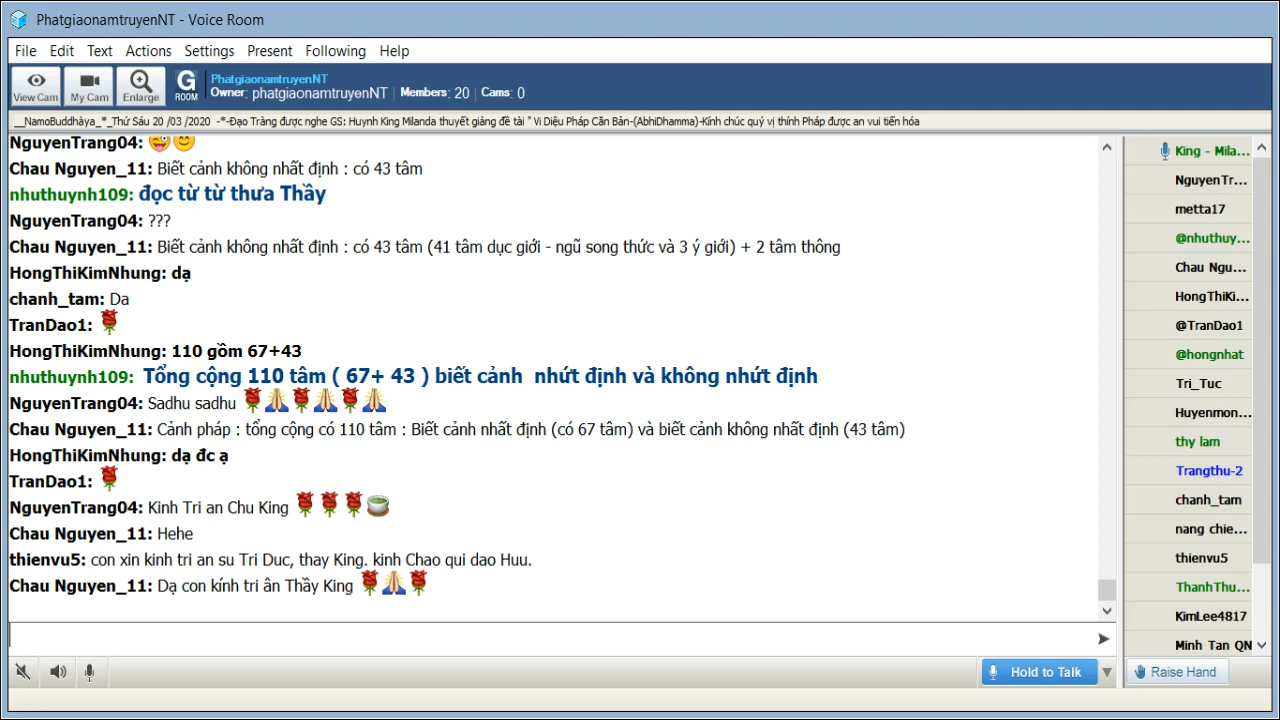 PhatgiaonamtruyenNT - Voice Room
File Edit Text Actions Settings Present Following Help
View Cam My Cam Enlarge G ROOM
PhatgiaonamtruyenNT
Owner: phatgiaonamtruyenNT Members: 20 Cams: 0
__NamoBuddhàya_*_Thứ Sáu 20 /03 /2020 -*-Đạo Tràng được nghe GS: Huynh King Milanda thuyết giảng đề tài " Vi Diệu Pháp Căn Bản-(AbhiDhamma)-Kính chúc quý vị thính Pháp được an vui tiến hóa
NguyenTrang04:
Chau Nguyen_11: Biết cảnh không nhất định : có 43 tâm
nhuthuynh109: đọc từ từ thưa Thầy
NguyenTrang04: ???
Chau Nguyen_11: Biết cảnh không nhất định : có 43 tâm (41 tâm dục giới - ngũ song thức và 3 ý giới) + 2 tâm thông
HongThiKimNhung: dạ
chanh_tam: Da
TranDao1:
HongThiKimNhung: 110 gồm 67+43
nhuthuynh109: Tổng cộng 110 tâm ( 67+ 43 ) biết cảnh nhứt định và không nhứt định
NguyenTrang04: Sadhu sadhu
Chau Nguyen_11: Cảnh pháp : tổng cộng có 110 tâm : Biết cảnh nhất định (có 67 tâm) và biết cảnh không nhất định (43 tâm)
HongThiKimNhung: dạ đc ạ
TranDao1:
NguyenTrang04: Kinh Tri an Chu King
Chau Nguyen_11: Hehe
thienvu5: con xin kinh tri an su Tri Duc, thay King. kinh Chao qui dao Huu.
Chau Nguyen_11: Dạ con kính tri ân Thầy King
King - Mila...
NguyenTr...
metta17
@nhuthuy...
Chau Ngu...
HongThiKi...
@TranDao1
@hongnhat
Tri_Tuc
Huyenmon...
thy lam
Trangthu-2
chanh_tam
nang chie...
thienvu5
ThanhThu...
KimLee4817
Minh Tan QN
Hold to Talk
Raise Hand